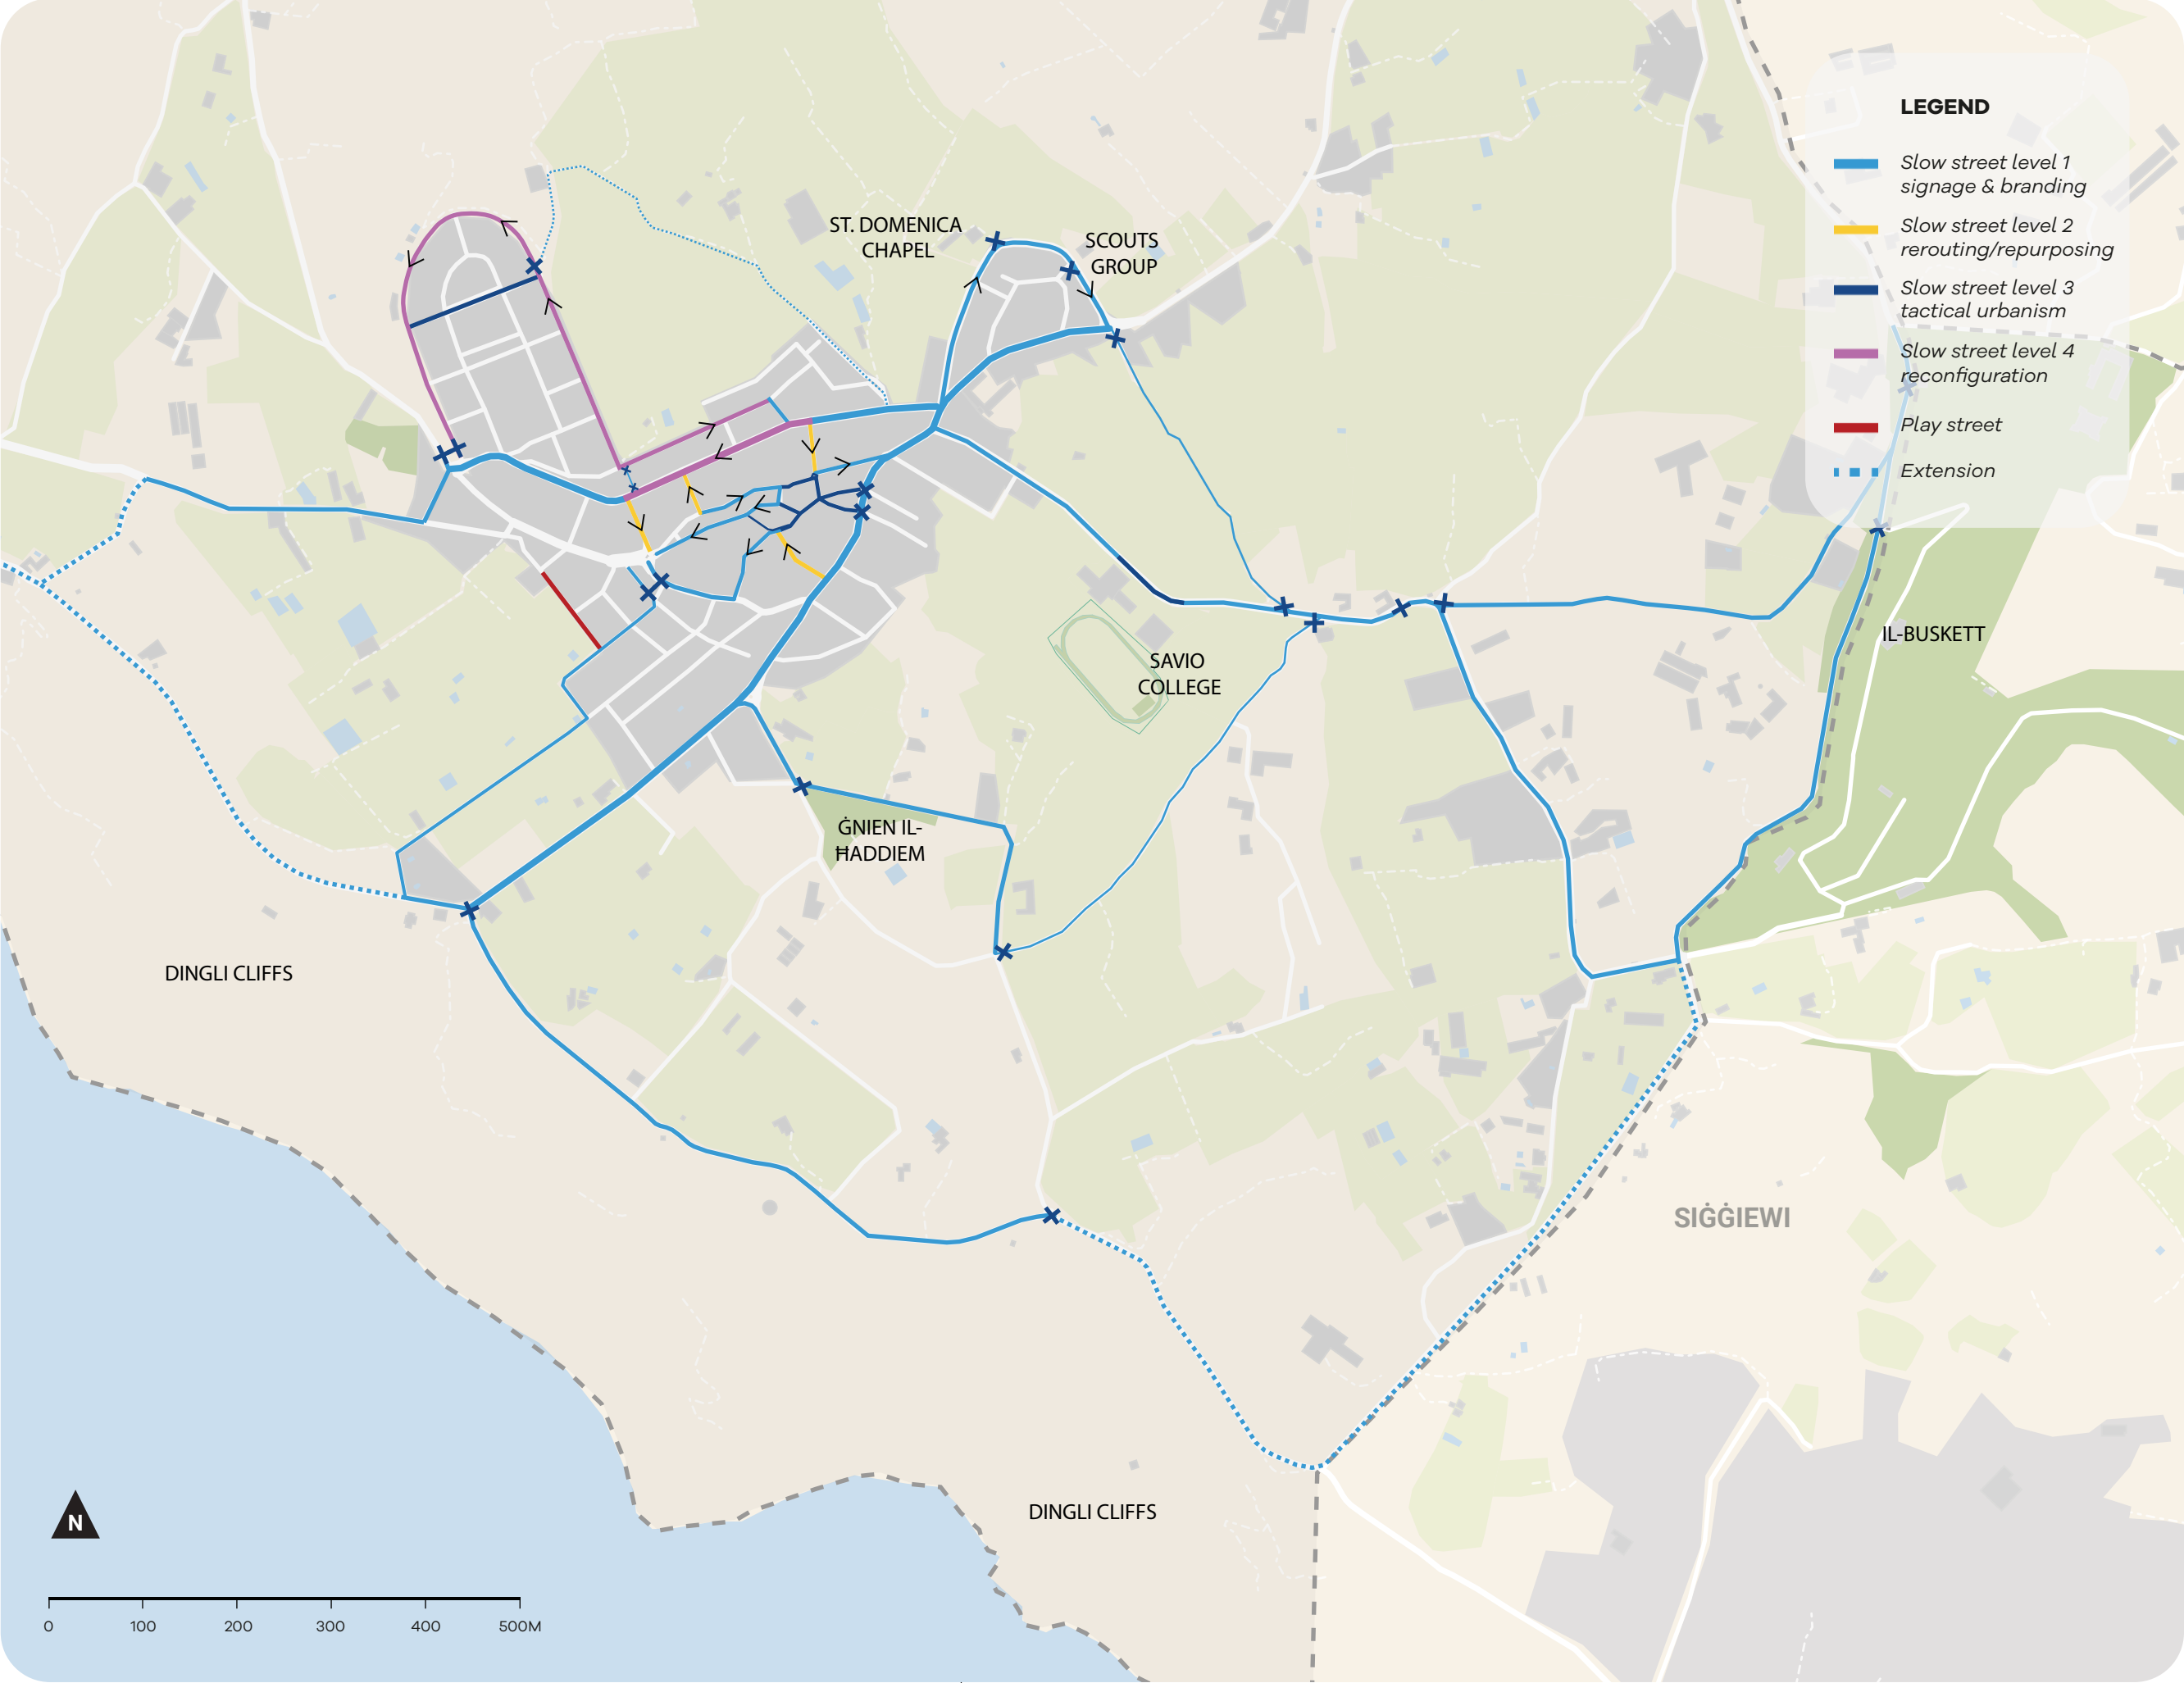 LEGEND
Slow street level 1
signage & branding
Slow street level 2
rerouting/repurposing
Slow street level 3
tactical urbanism
Slow street level 4
reconfiguration
Play street
Extension
ST. DOMENICA
CHAPEL
SCOUTS
GROUP
IL-BUSKETT
SAVIO
COLLEGE
ĠNIEN IL-
ĦADDIEM
DINGLI CLIFFS
SIĠĠIEWI
DINGLI CLIFFS
N
0 100 200 300 400 500M